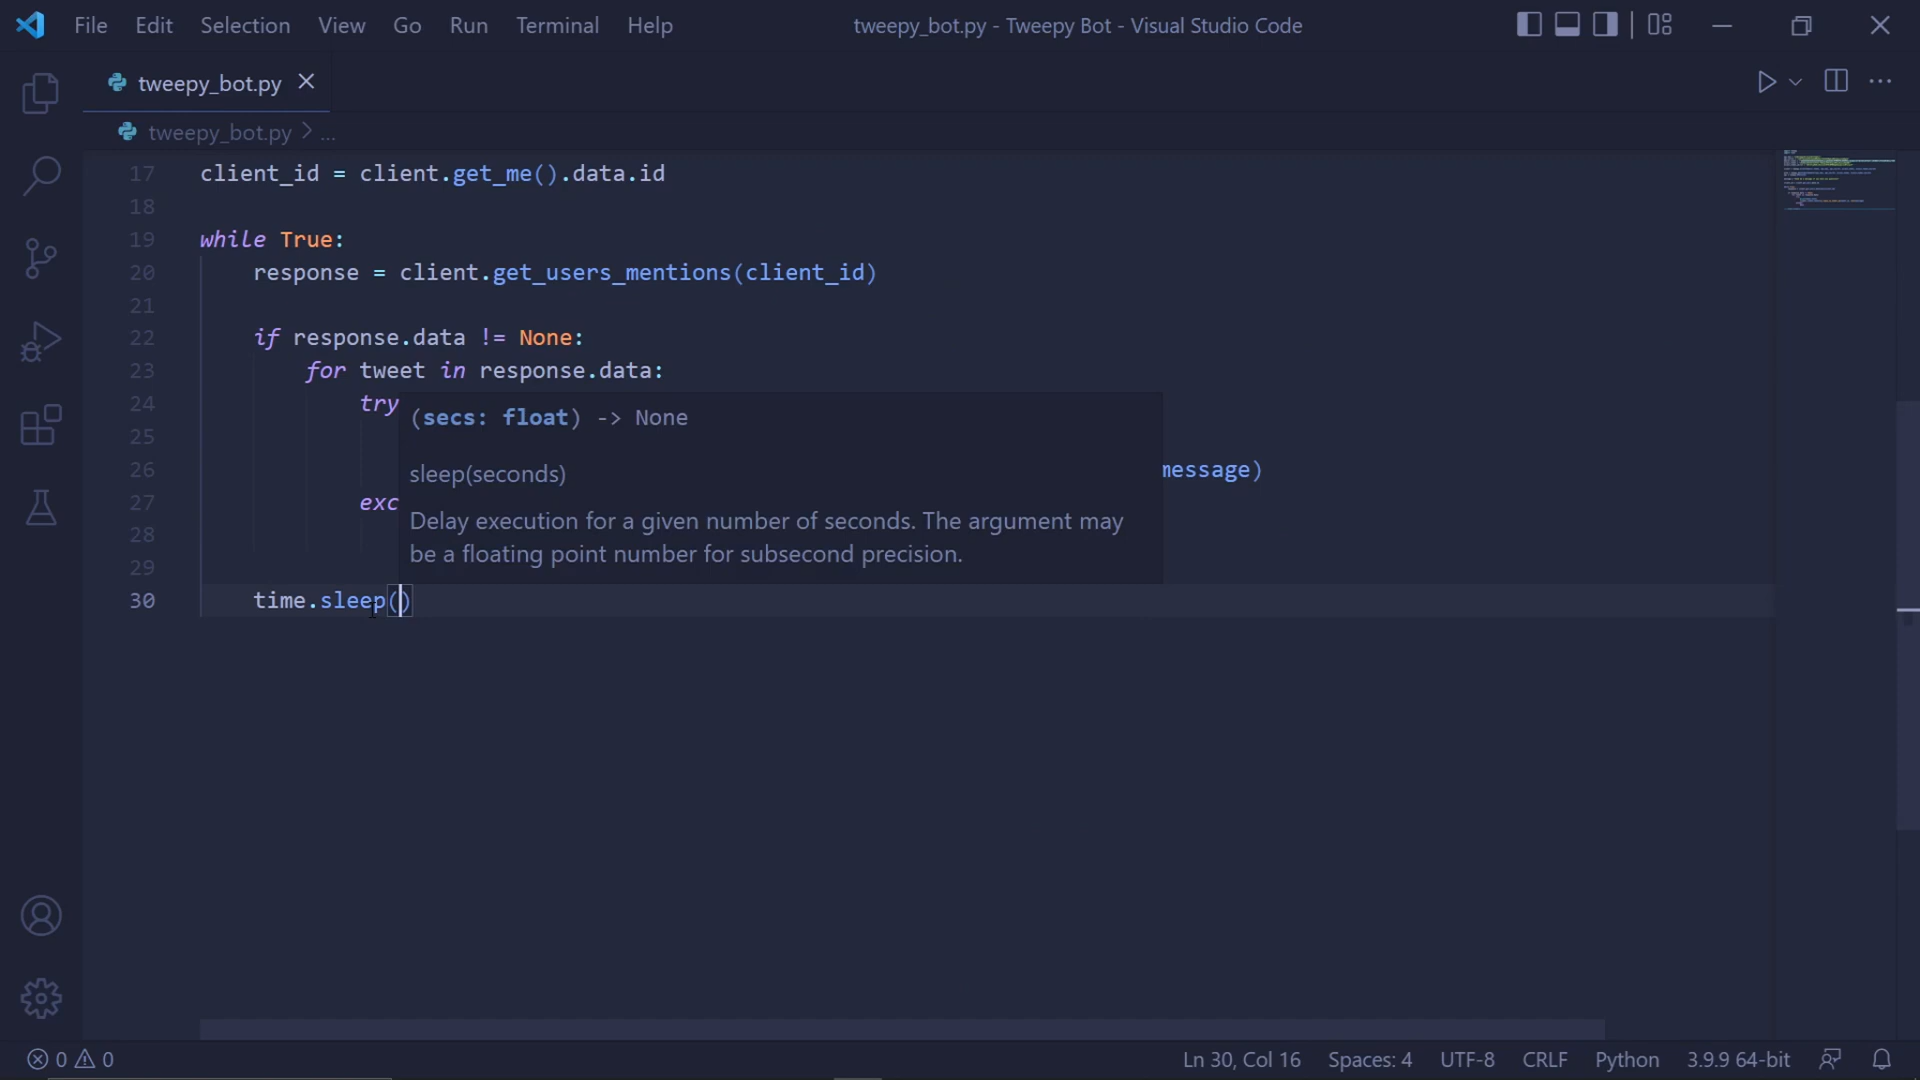 File Edit Selection View Go Run Terminal Help tweepy_bot.py - Tweepy Bot - Visual Studio Code
tweepy_bot.py
tweepy_bot.py > ...
17 client_id = client.get_me().data.id
18
19 while True:
20 response = client.get_users_mentions(client_id)
21
22 if response.data != None:
23 for tweet in response.data:
24 try
(secs: float) -> None
25
sleep(seconds)
26 message)
27 exc
Delay execution for a given number of seconds. The argument may
28
be a floating point number for subsecond precision.
29
30 time.sleep()
0 0 Ln 30, Col 16 Spaces: 4 UTF-8 CRLF Python 3.9.9 64-bit